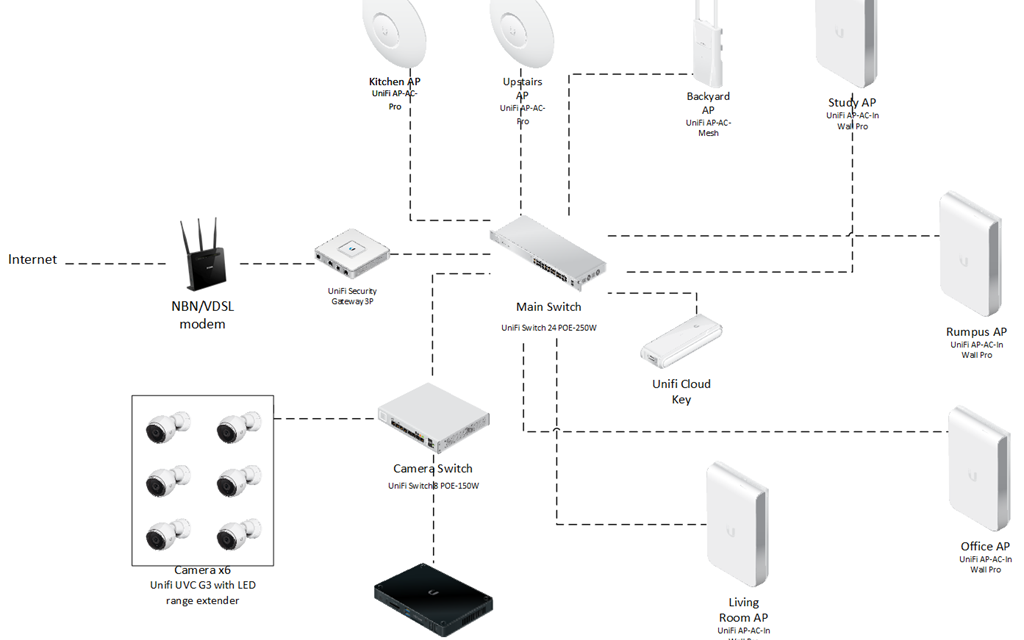 Kitchen AP
UniFi AP-AC-
Pro
Upstairs
AP
UniFi AP-AC-
Pro
Backyard
AP
UniFi AP-AC-
Mesh
Study AP
UniFi AP-AC-In
Wall Pro
Internet
NBN/VDSL
modem
UniFi Security
Gateway 3P
Main Switch
UniFi Switch 24 POE-250W
Unifi Cloud
Key
Rumpus AP
UniFi AP-AC-In
Wall Pro
Camera Switch
UniFi Switch 8 POE-150W
Camera x6
Unifi UVC G3 with LED
range extender
Office AP
UniFi AP-AC-In
Wall Pro
Living
Room AP
UniFi AP-AC-In
Wall Pro